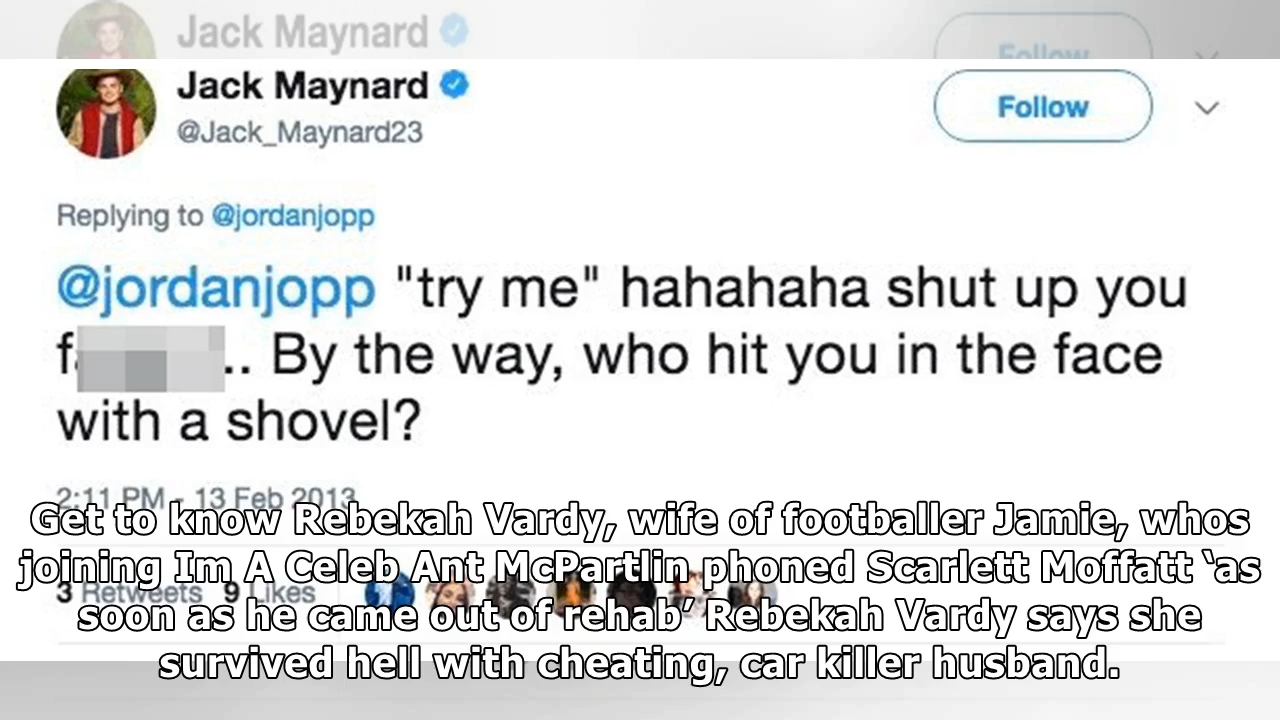 Jack Maynard
Follow
Jack Maynard
@Jack_Maynard23
Follow
Replying to @jordanjopp
@jordanjopp "try me" hahahaha shut up you
f .. By the way, who hit you in the face
with a shovel?
2:11 PM - 13 Feb 2013
Get to know Rebekah Vardy, wife of footballer Jamie, whos
joining Im A Celeb Ant McPartlin phoned Scarlett Moffatt ‘as
3 Retweets 9 Likes
soon as he came out of rehab’ Rebekah Vardy says she
survived hell with cheating, car killer husband.